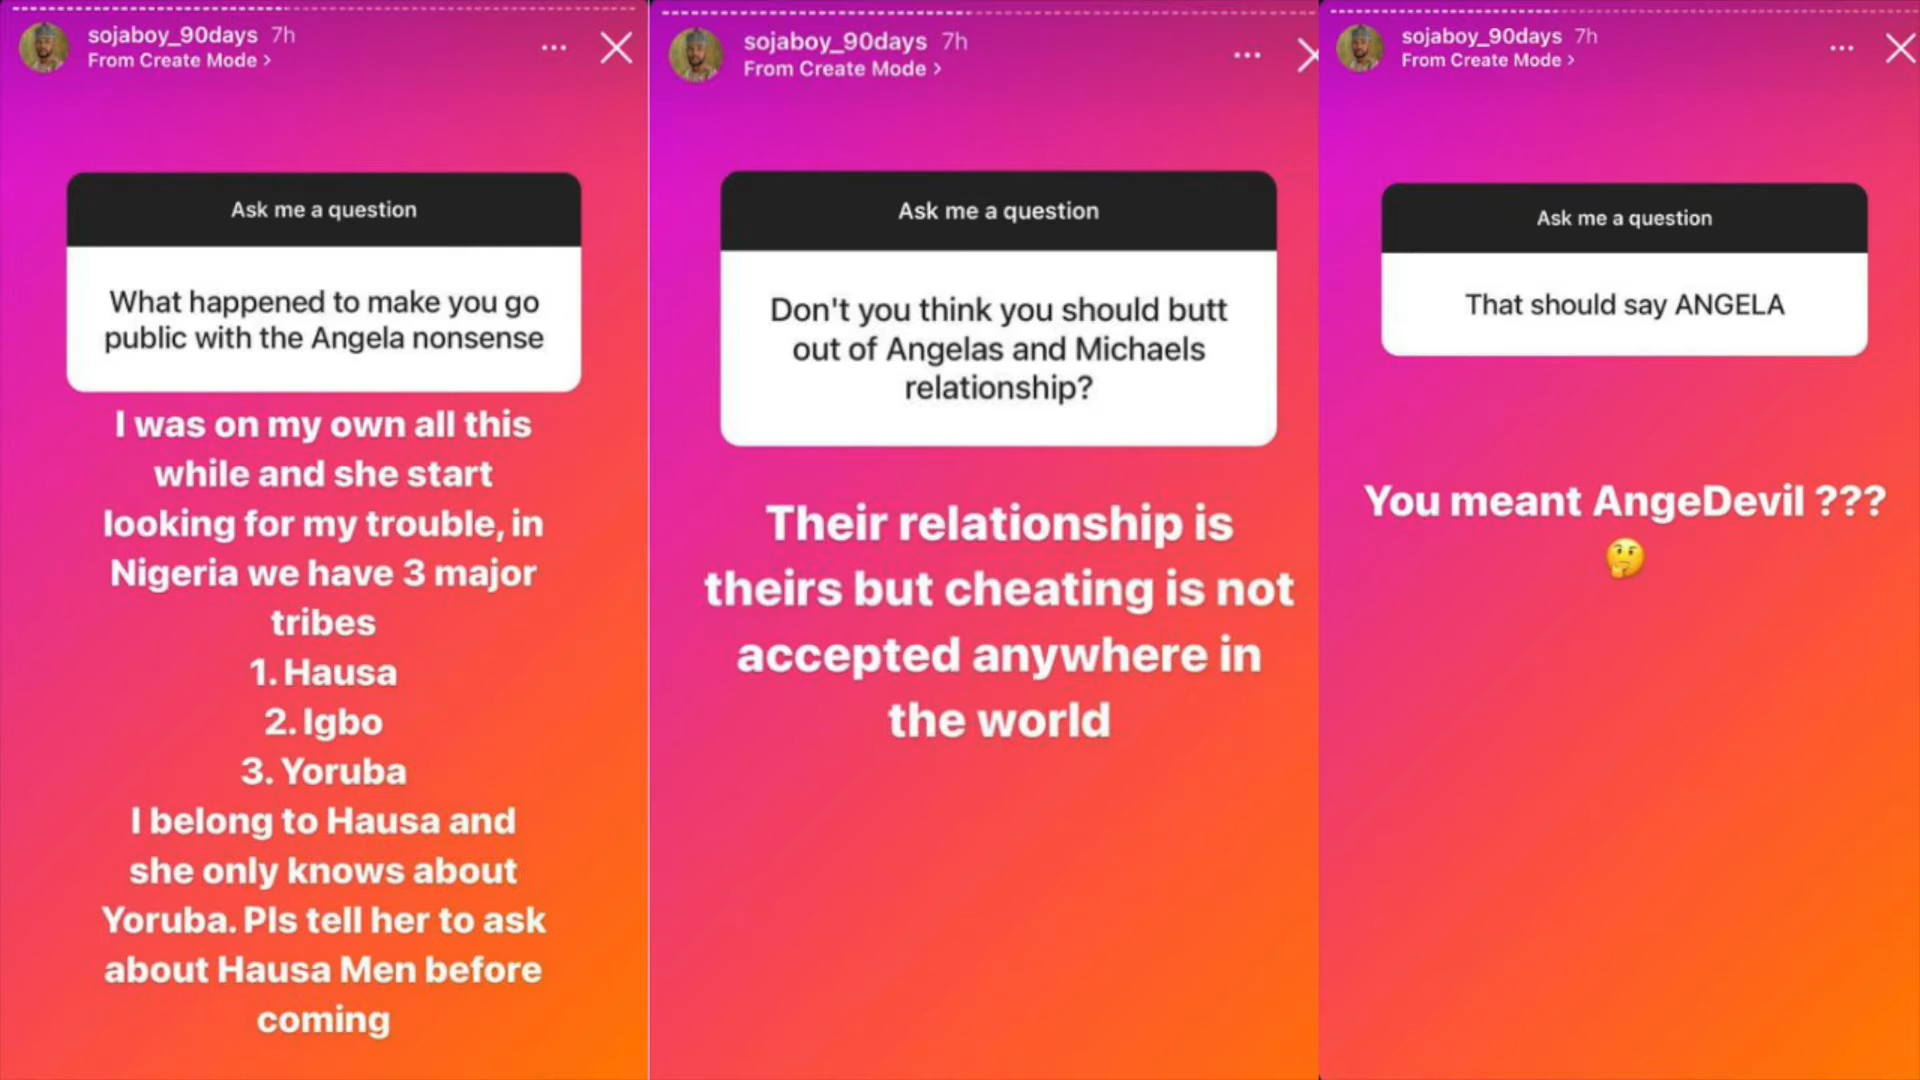 sojaboy_90days 7h
From Create Mode >
Ask me a question
What happened to make you go
public with the Angela nonsense
I was on my own all this
while and she start
looking for my trouble, in
Nigeria we have 3 major
tribes
1. Hausa
2. Igbo
3. Yoruba
I belong to Hausa and
she only knows about
Yoruba. Pls tell her to ask
about Hausa Men before
coming
sojaboy_90days 7h
From Create Mode >
Ask me a question
Don't you think you should butt
out of Angelas and Michaels
relationship?
Their relationship is
theirs but cheating is not
accepted anywhere in
the world
sojaboy_90days 7h
From Create Mode >
Ask me a question
That should say ANGELA
You meant AngeDevil ???
🤔